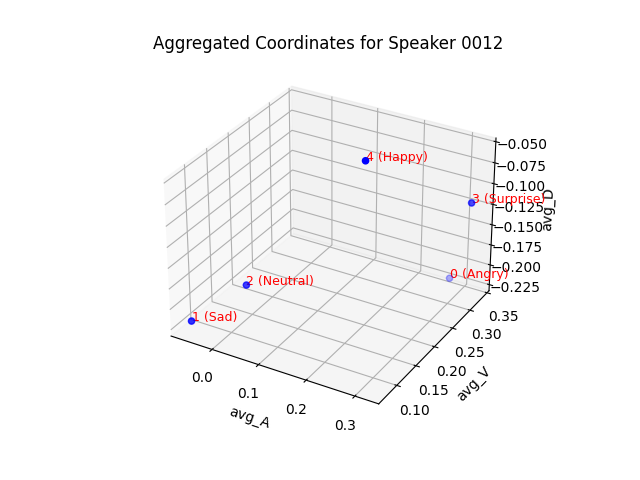 Aggregated Coordinates for Speaker 0012
4 (Happy)
3 (Surprise)
2 (Neutral)
0 (Angry)
1 (Sad)
−0.050
−0.075
−0.100
−0.125
−0.150
−0.175
−0.200
−0.225
avg_D
0.35
0.30
0.25
0.20
0.15
0.10
avg_V
0.0
0.1
0.2
0.3
avg_A